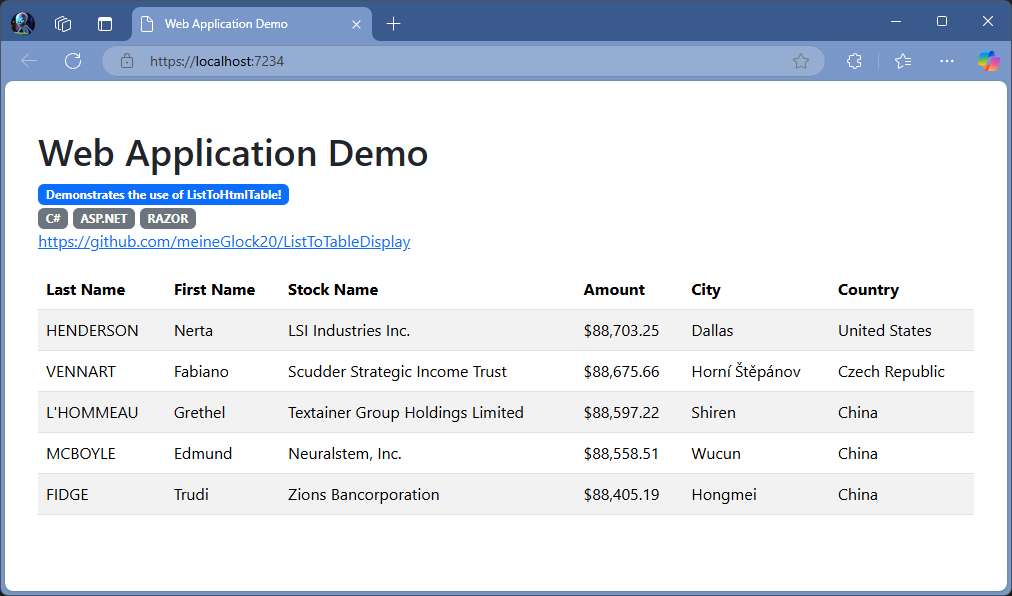 Web Application Demo
https://localhost:7234
Web Application Demo
Demonstrates the use of ListToHtmlTable!
C# ASP.NET RAZOR
https://github.com/meineGlock20/ListToTableDisplay
Last Name First Name Stock Name Amount City Country
HENDERSON Nerta LSI Industries Inc. $88,703.25 Dallas United States
VENNART Fabiano Scudder Strategic Income Trust $88,675.66 Horní Štěpánov Czech Republic
L'HOMMEAU Grethel Textainer Group Holdings Limited $88,597.22 Shiren China
MCBOYLE Edmund Neuralstem, Inc. $88,558.51 Wucun China
FIDGE Trudi Zions Bancorporation $88,405.19 Hongmei China